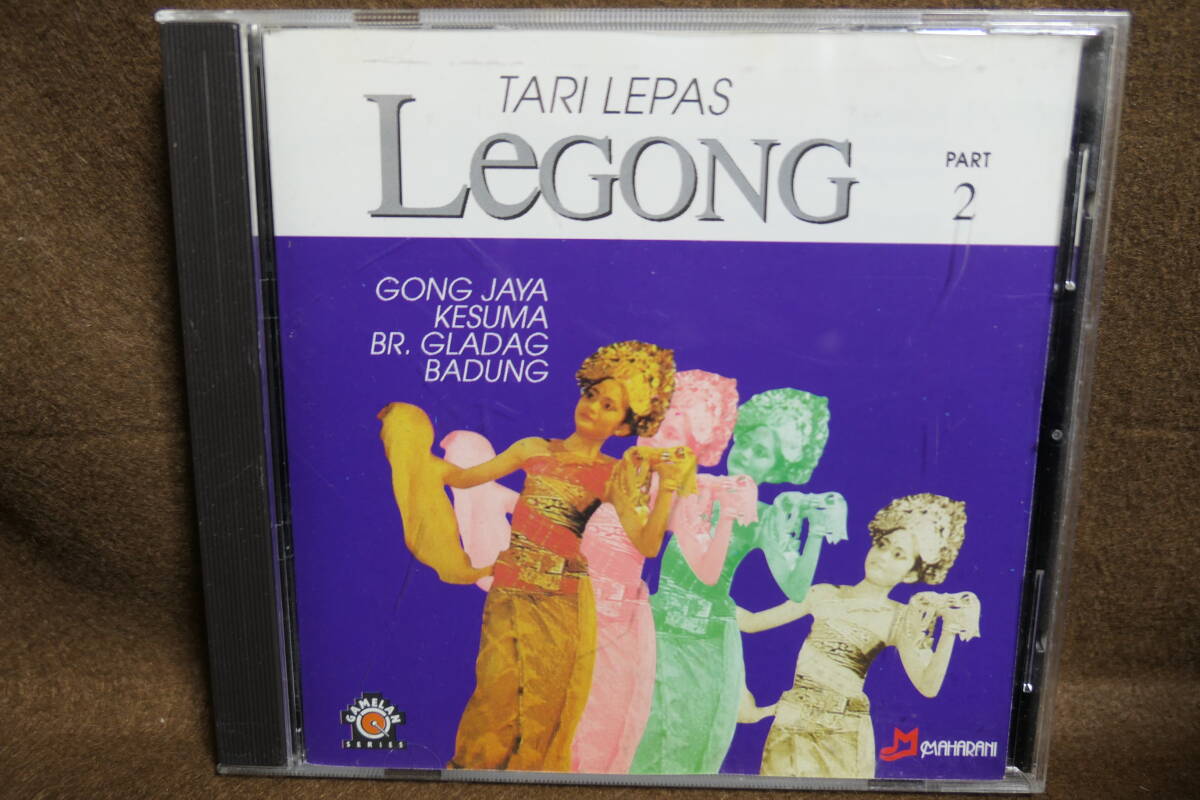 TARI LEPAS
LeGONG
PART
2
GONG JAYA
KESUMA
BR. GLADAG
BADUNG
GAMELAN
SERIES
MAHARANI